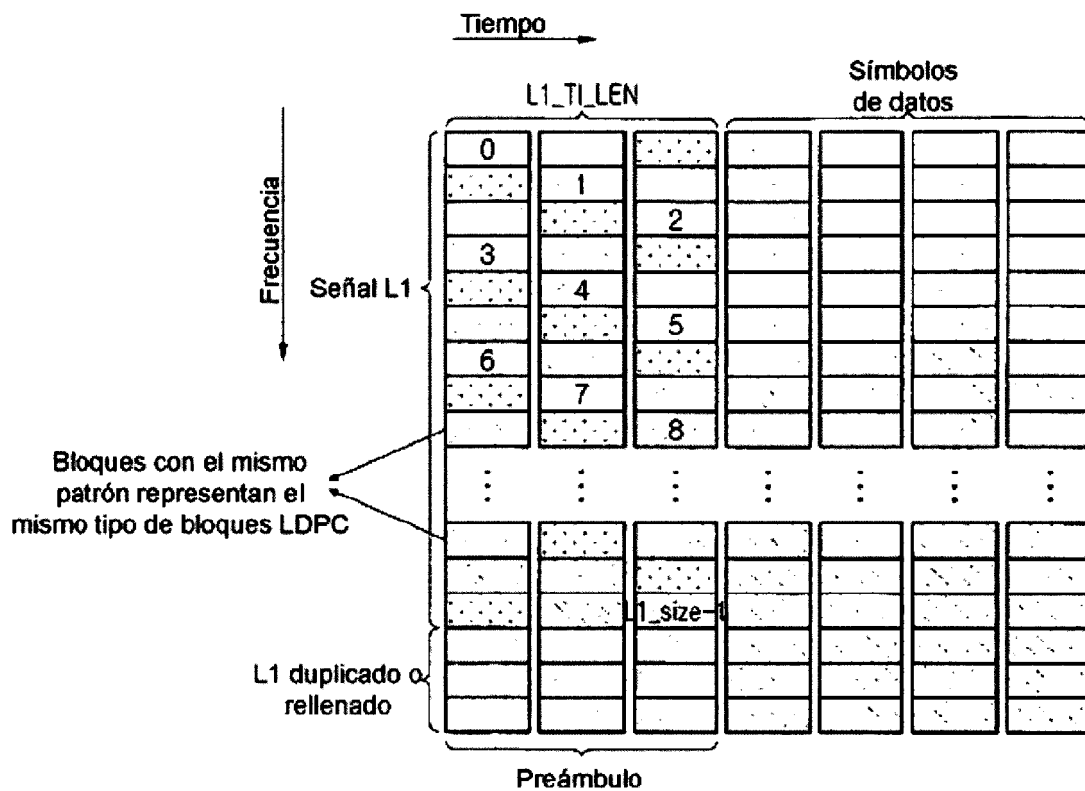 Tiempo
L1_TI_LEN
Símbolos
de datos
Frecuencia
Señal L1
0
1
2
3
4
5
6
7
8
Bloques con el mismo
patrón representan el
mismo tipo de bloques LDPC
L1_size-1
L1 duplicado o
rellenado
Preámbulo